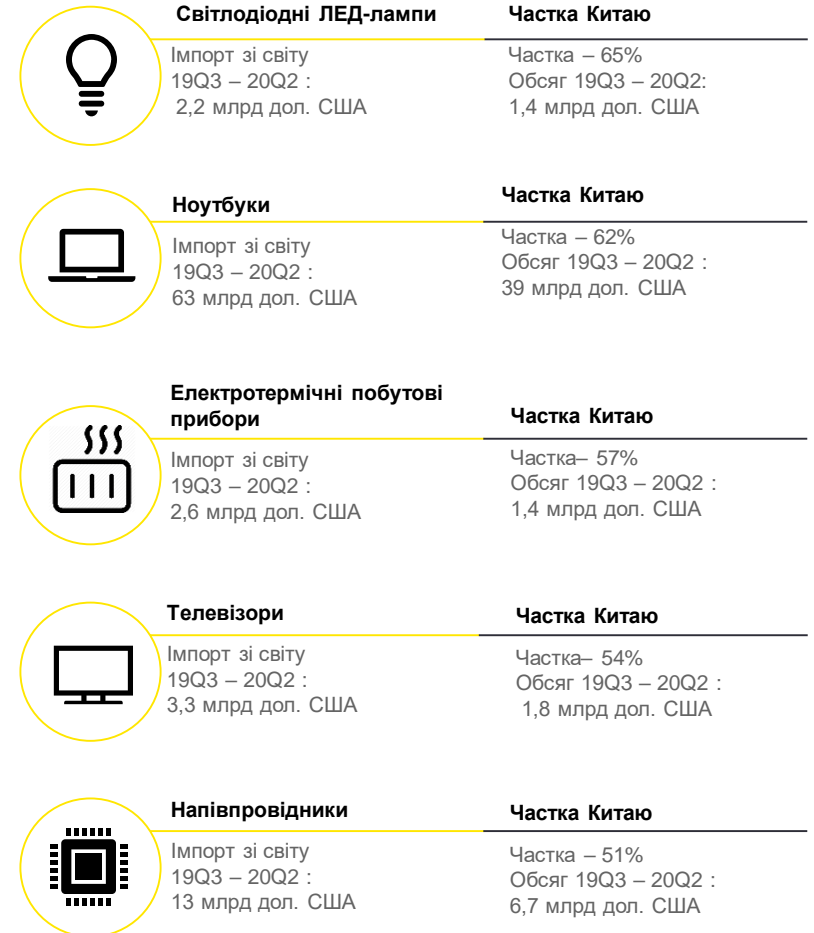 Світлодіодні ЛЕД-лампи
Імпорт зі світу
19Q3 – 20Q2 :
2,2 млрд дол. США
Частка Китаю
Частка – 65%
Обсяг 19Q3 – 20Q2:
1,4 млрд дол. США
Ноутбуки
Імпорт зі світу
19Q3 – 20Q2 :
63 млрд дол. США
Частка Китаю
Частка – 62%
Обсяг 19Q3 – 20Q2 :
39 млрд дол. США
Електротермічні побутові
прибори
Імпорт зі світу
19Q3 – 20Q2 :
2,6 млрд дол. США
Частка Китаю
Частка– 57%
Обсяг 19Q3 – 20Q2 :
1,4 млрд дол. США
Телевізори
Імпорт зі світу
19Q3 – 20Q2 :
3,3 млрд дол. США
Частка Китаю
Частка– 54%
Обсяг 19Q3 – 20Q2 :
1,8 млрд дол. США
Напівпровідники
Імпорт зі світу
19Q3 – 20Q2 :
13 млрд дол. США
Частка Китаю
Частка – 51%
Обсяг 19Q3 – 20Q2 :
6,7 млрд дол. США